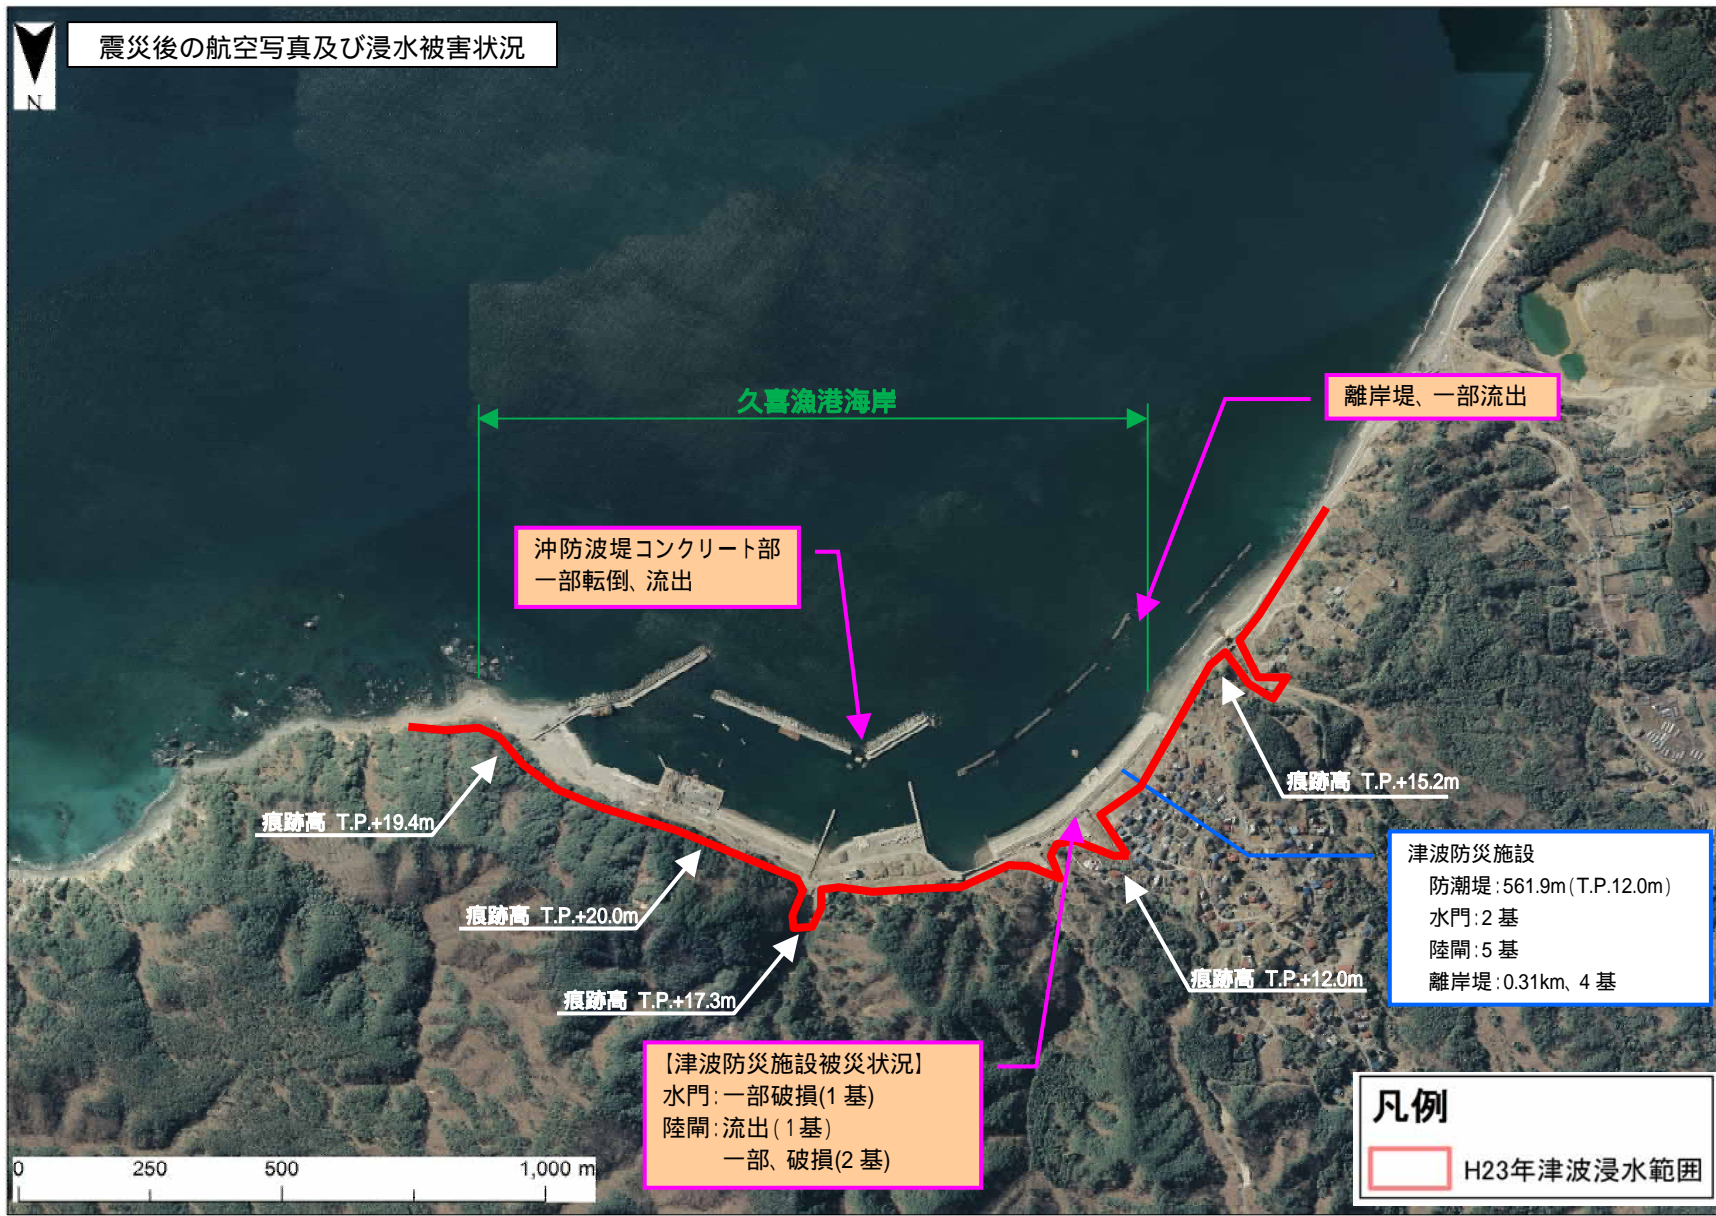 震災後の航空写真及び浸水被害状況
N
久喜漁港海岸
離岸堤、一部流出
沖防波堤コンクリート部
一部転倒、流出
痕跡高 T.P.+19.4m
痕跡高 T.P.+20.0m
痕跡高 T.P.+17.3m
痕跡高 T.P.+15.2m
痕跡高 T.P.+12.0m
津波防災施設
防潮堤:561.9m(T.P.12.0m)
水門:2 基
陸閘:5 基
離岸堤:0.31km、4 基
【津波防災施設被災状況】
水門:一部破損(1 基)
陸閘:流出(1基)
一部、破損(2 基)
0 250 500 1,000 m
凡例
H23年津波浸水範囲